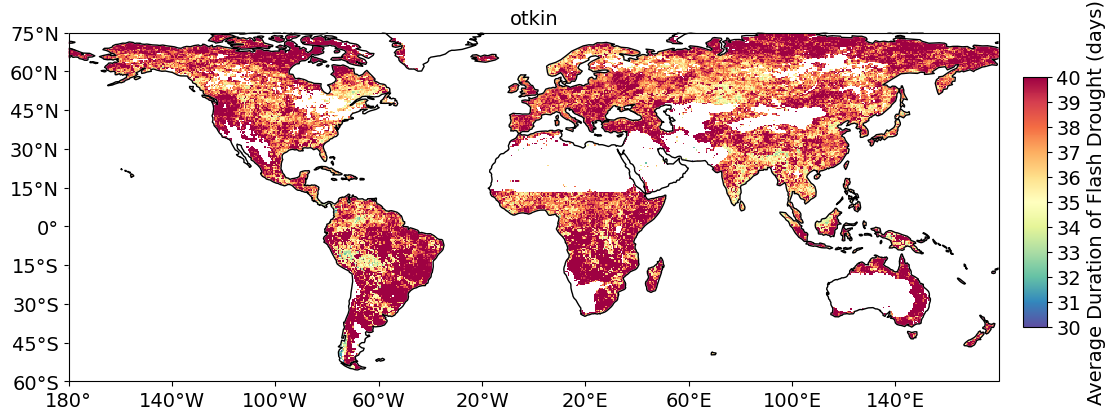 otkin
75°N
60°N
45°N
30°N
15°N
0°
15°S
30°S
45°S
60°S
180°
140°W
100°W
60°W
20°W
20°E
60°E
100°E
140°E
40
39
38
37
36
35
34
33
32
31
30
Average Duration of Flash Drought (days)